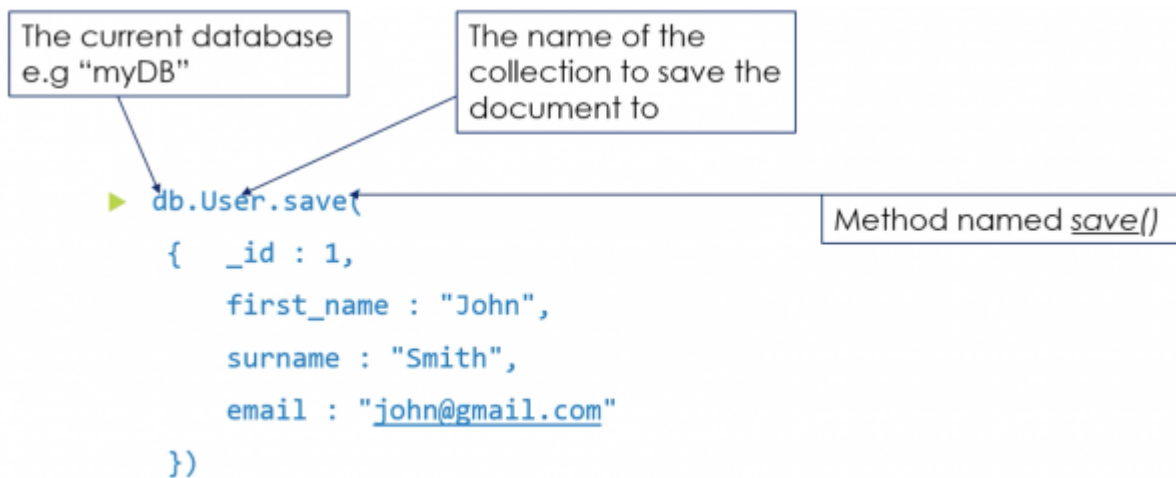 The current database
e.g “myDB”
The name of the
collection to save the
document to
db.User.save(
Method named save()
{ _id : 1,
first_name : "John",
surname : "Smith",
email : "john@gmail.com"
})